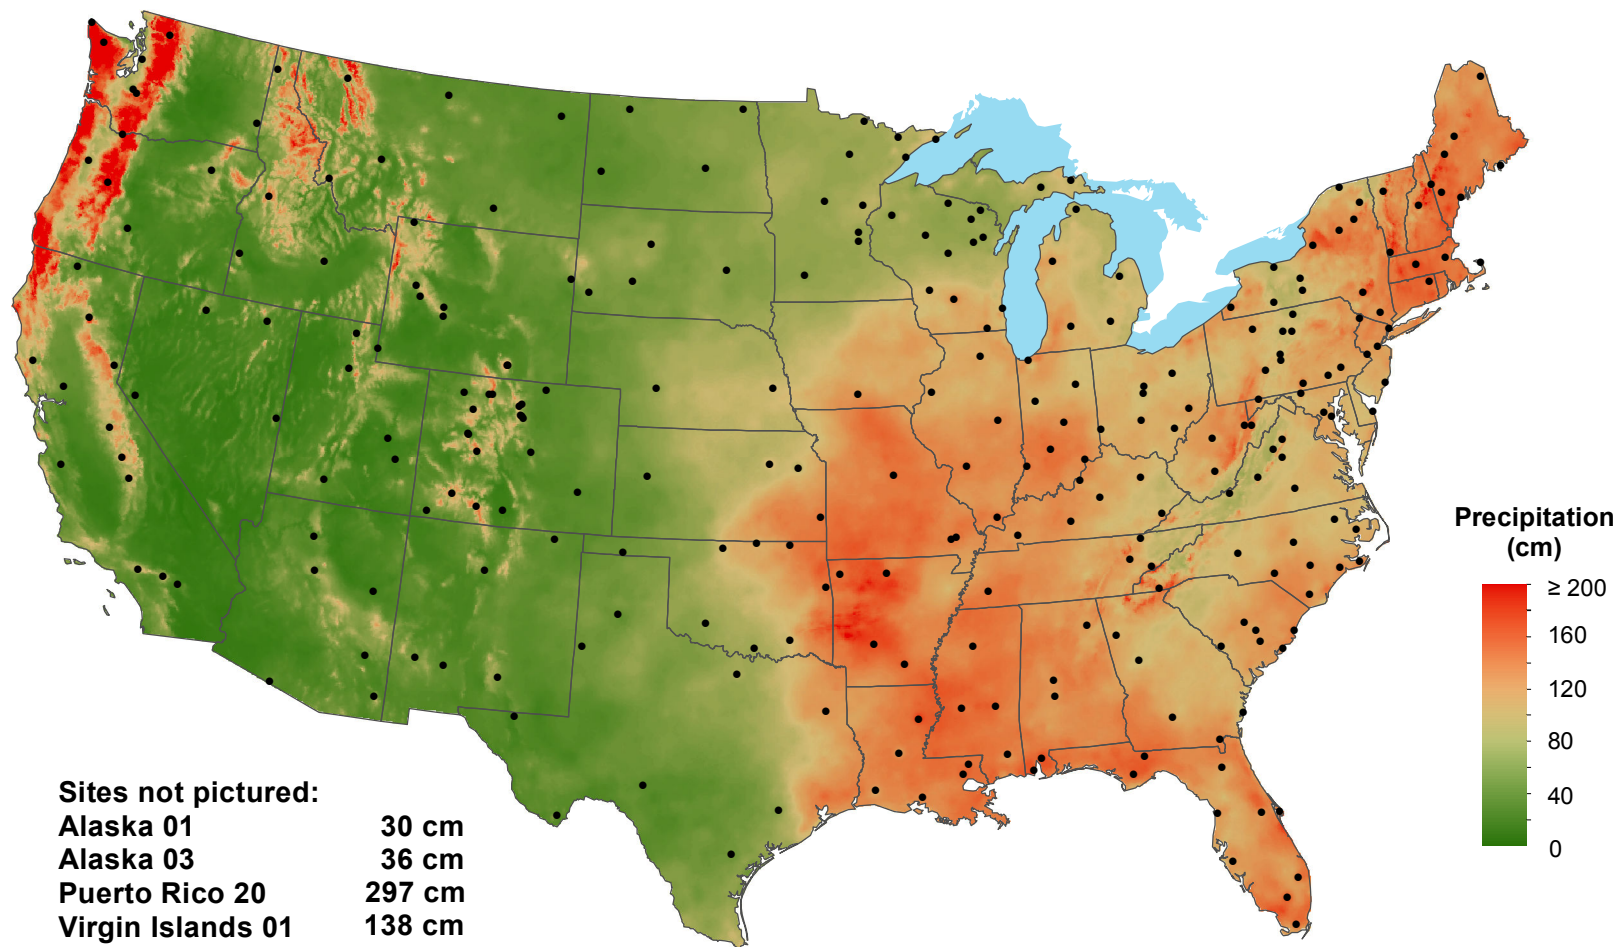 Precipitation
(cm)
≥ 200
160
120
80
40
0
Sites not pictured:
Alaska 01 30 cm
Alaska 03 36 cm
Puerto Rico 20 297 cm
Virgin Islands 01 138 cm